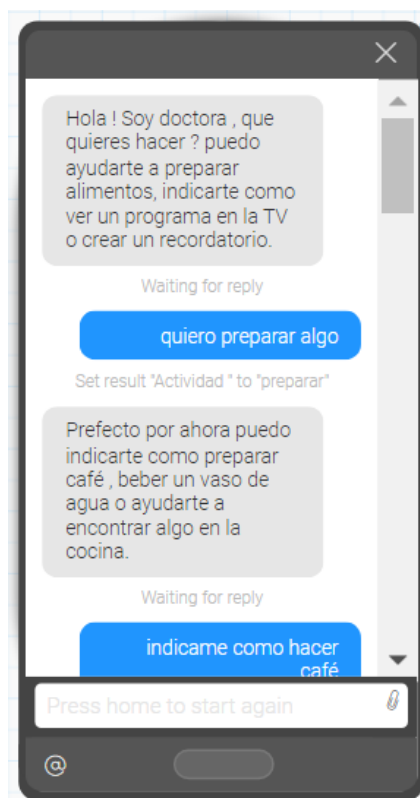 Hola ! Soy doctora , que
quieres hacer ? puedo
ayudarte a preparar
alimentos, indicarte como
ver un programa en la TV
o crear un recordatorio.
Waiting for reply
quiero preparar algo
Set result "Actividad " to "preparar"
Prefecto por ahora puedo
indicarte como preparar
café , beber un vaso de
agua o ayudarte a
encontrar algo en la
cocina.
Waiting for reply
indicame como hacer
café
Press home to start again
@